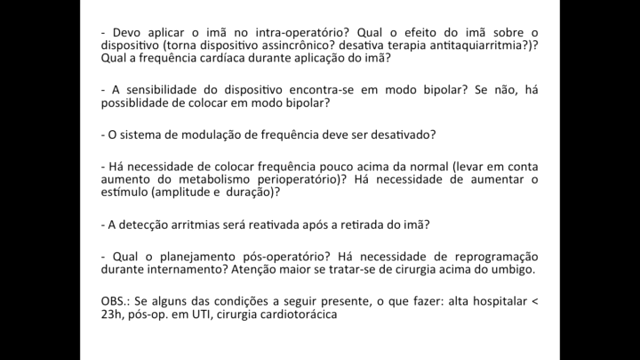 - Devo aplicar o imã no intra-operatório? Qual o efeito do imã sobre o
dispositivo (torna dispositivo assincrônico? desativa terapia antitaquiarritmia?)?
Qual a frequência cardíaca durante aplicação do imã?
- A sensibilidade do dispositivo encontra-se em modo bipolar? Se não, há
possiblidade de colocar em modo bipolar?
- O sistema de modulação de frequência deve ser desativado?
- Há necessidade de colocar frequência pouco acima da normal (levar em conta
aumento do metabolismo perioperatório)? Há necessidade de aumentar o
estímulo (amplitude e duração)?
- A detecção arritmias será reativada após a retirada do imã?
- Qual o planejamento pós-operatório? Há necessidade de reprogramação
durante internamento? Atenção maior se tratar-se de cirurgia acima do umbigo.
OBS.: Se alguns das condições a seguir presente, o que fazer: alta hospitalar <
23h, pós-op. em UTI, cirurgia cardiotorácica